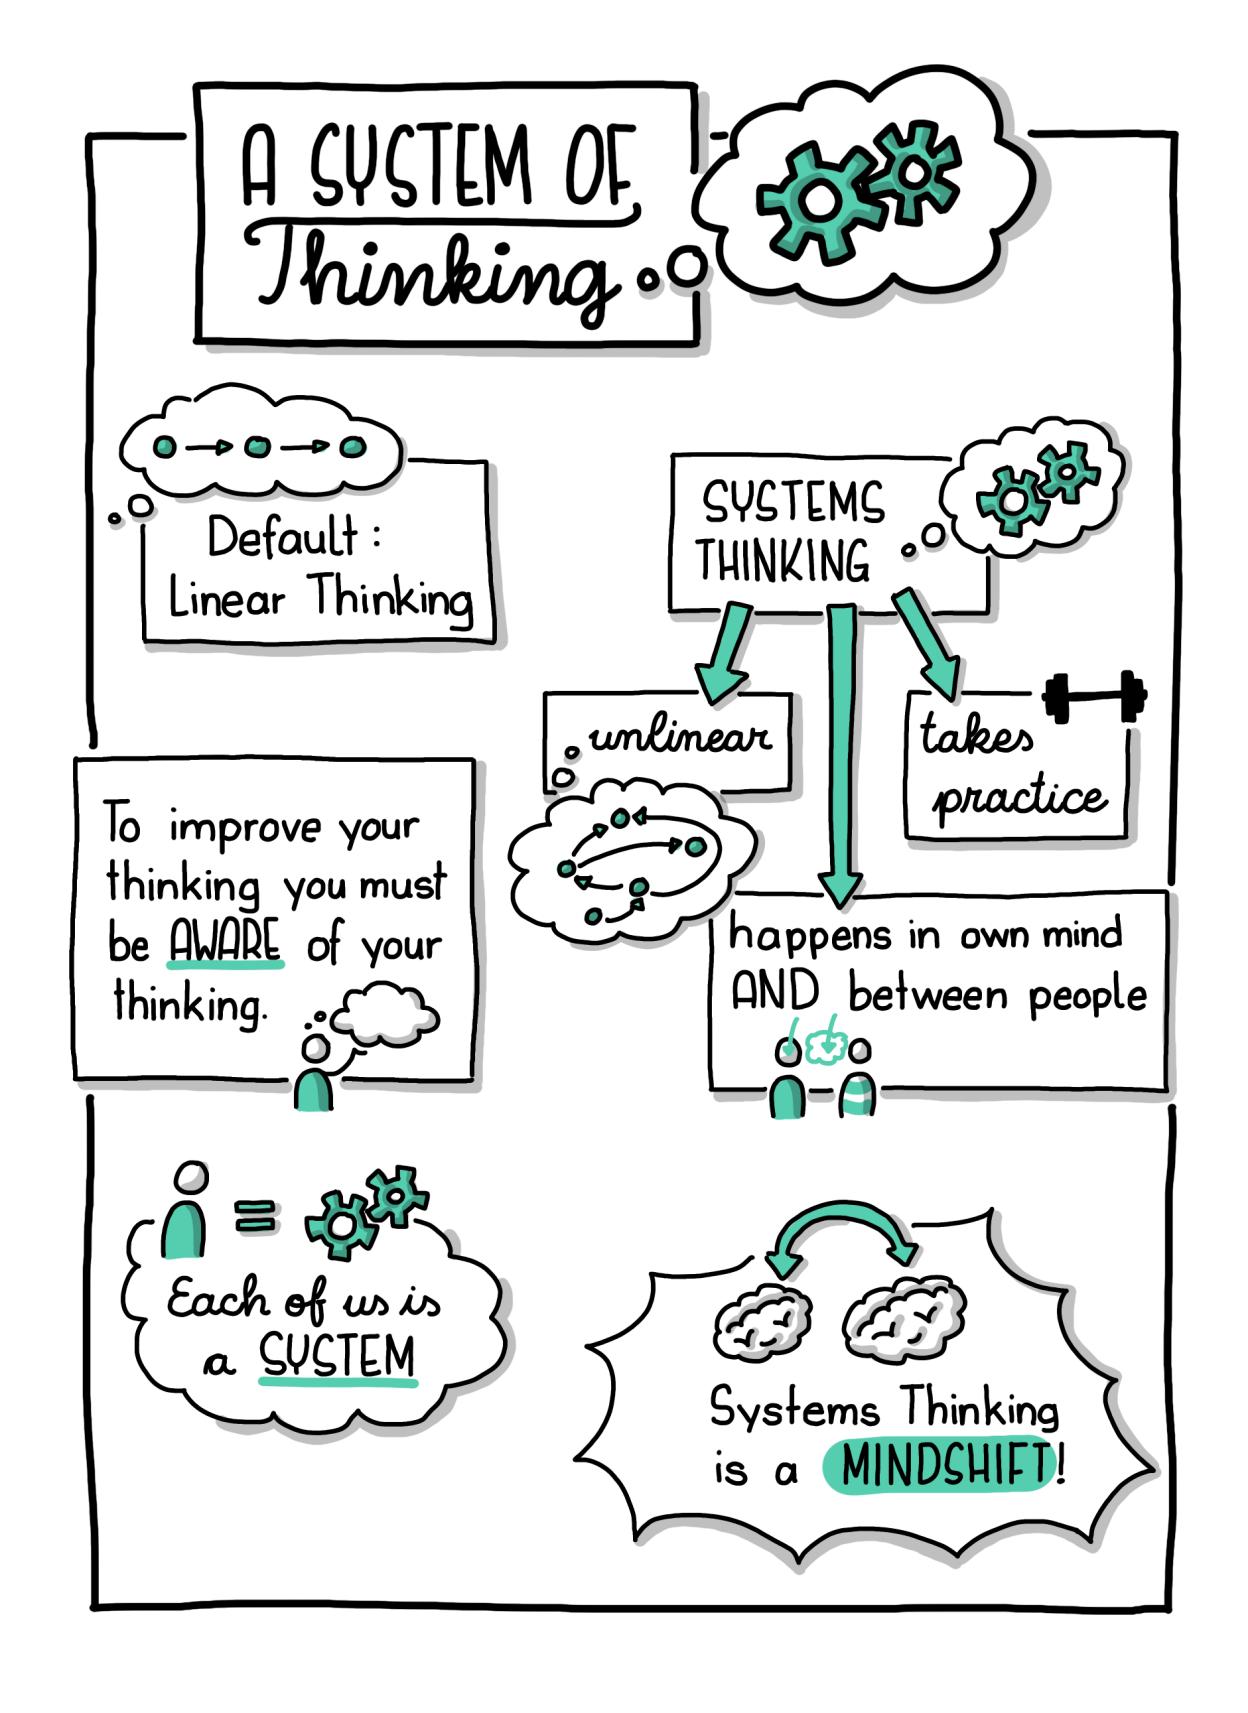 A SYSTEM OF
Thinking
Default:
Linear Thinking
SYSTEMS
THINKING
unlinear
takes
practice
To improve your
thinking you must
be AWARE of your
thinking.
happens in own mind
AND between people
=
Each of us is
a SYSTEM
Systems Thinking
is a MINDSHIFT!